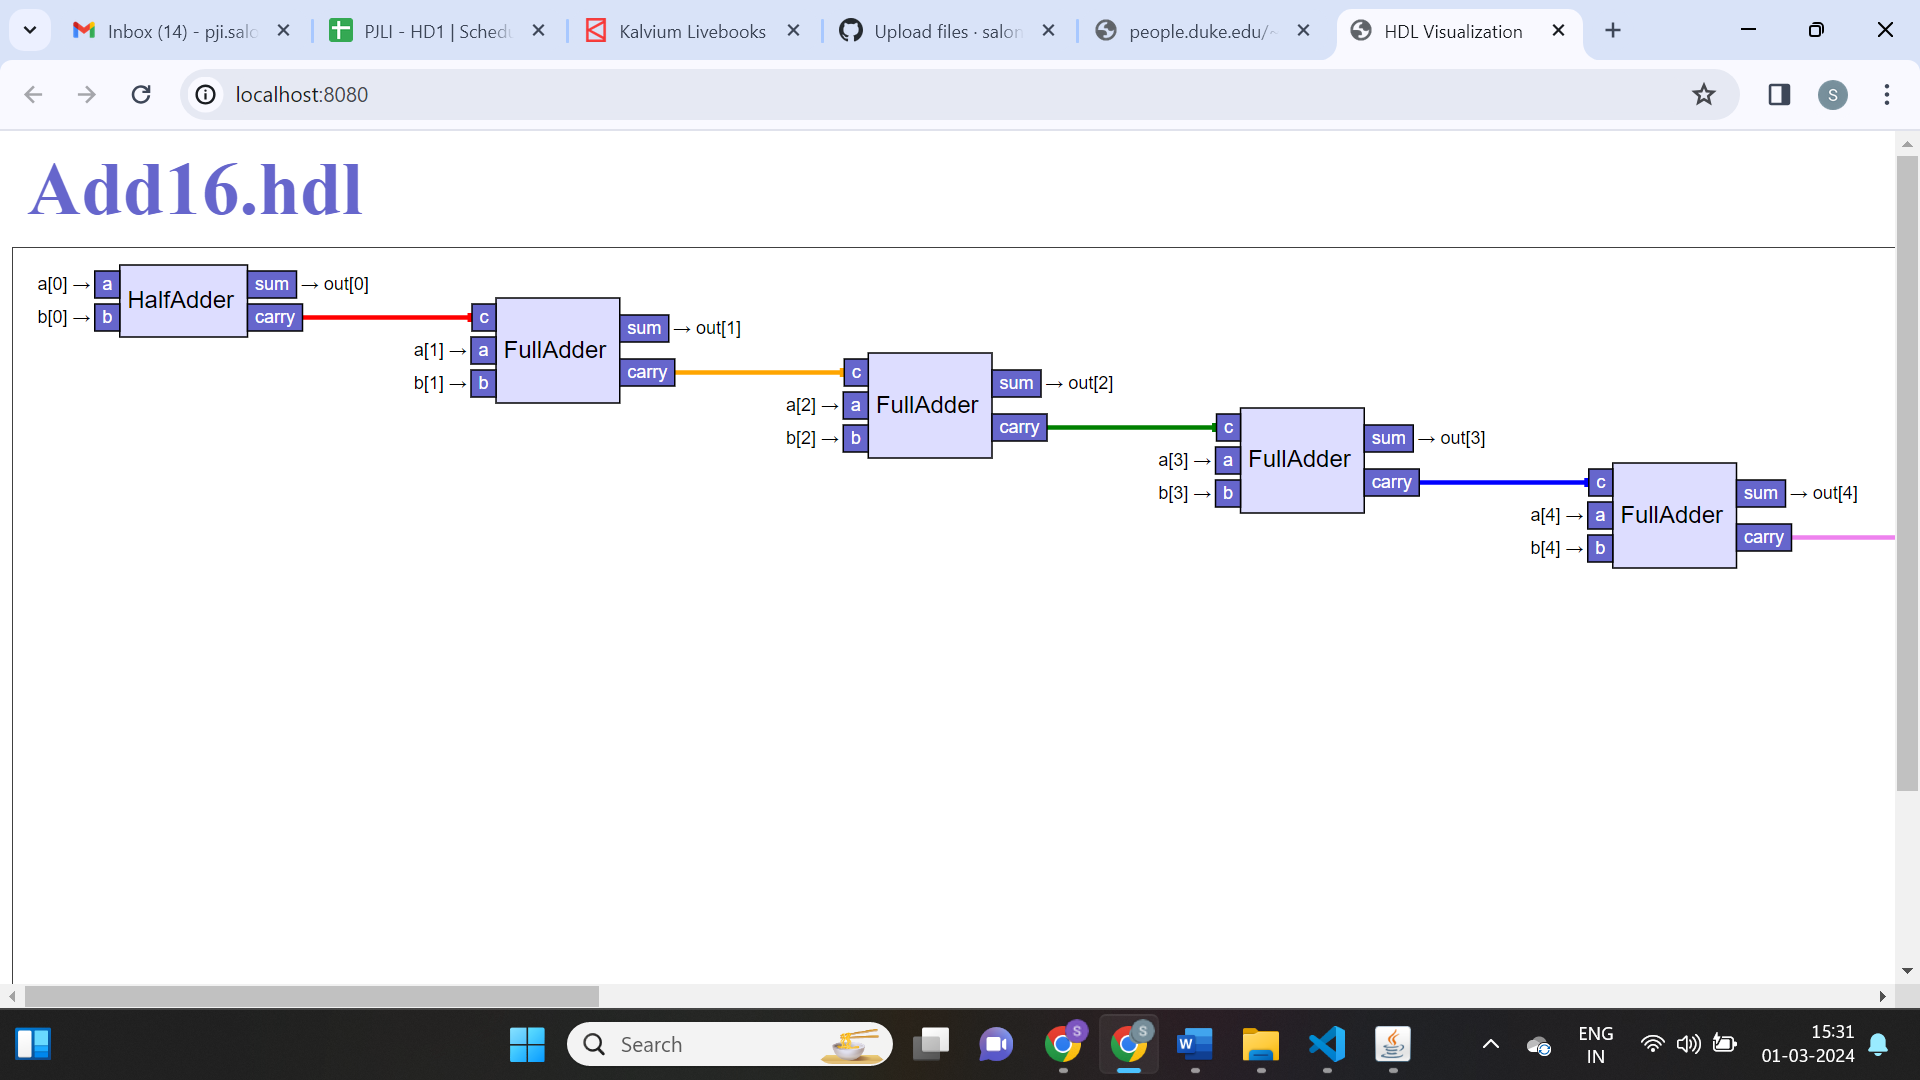 Inbox (14) - pji.salo
PJLI - HD1 | Schedu
Kalvium Livebooks
Upload files · salon
people.duke.edu/~
HDL Visualization
localhost:8080
S
Add16.hdl
a[0] → a HalfAdder sum → out[0]
b[0] → b carry
c FullAdder sum → out[1]
a[1] → a carry
b[1] → b
c FullAdder sum → out[2]
a[2] → a carry
b[2] → b
c FullAdder sum → out[3]
a[3] → a carry
b[3] → b
c FullAdder sum → out[4]
a[4] → a carry
b[4] → b
Search
S
S
W
ENG
IN
15:31
01-03-2024